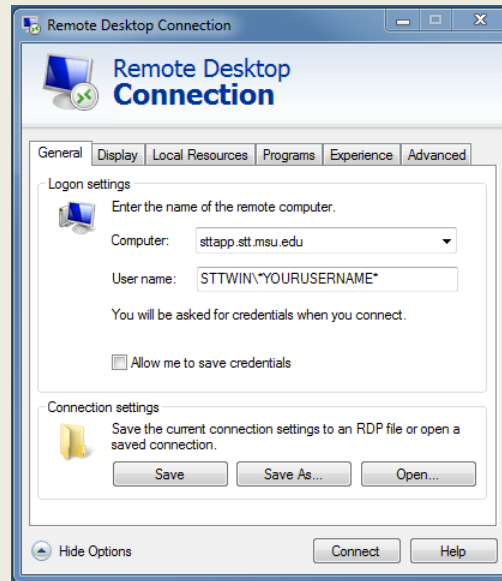 Remote Desktop Connection
Remote Desktop
Connection
General Display Local Resources Programs Experience Advanced
Logon settings
Enter the name of the remote computer.
Computer: sttapp.stt.msu.edu
User name: STTWIN\*YOURUSERNAME*
You will be asked for credentials when you connect.
Allow me to save credentials
Connection settings
Save the current connection settings to an RDP file or open a
saved connection.
Save Save As... Open...
Hide Options Connect Help